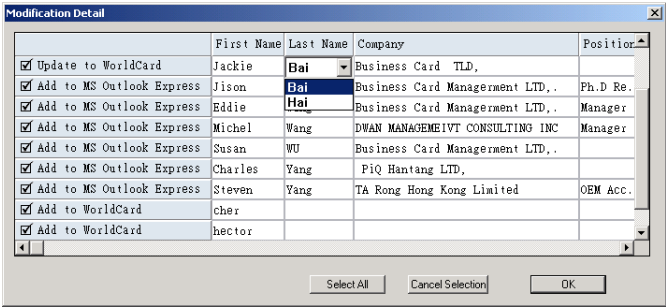 Modification Detail
First Name Last Name Company Position
Update to WorldCard Jackie Bai Business Card TLD,
Add to MS Outlook Express Jison Bai Business Card Managerment LTD,. Ph.D Re.
Add to MS Outlook Express Eddie Hai Business Card Managerment LTD,. Manager
Add to MS Outlook Express Michel Wang DWAN MANAGEMEIVT CONSULTING INC Manager
Add to MS Outlook Express Susan WU Business Card Managerment LTD,.
Add to MS Outlook Express Charles Yang PiQ Hantang LTD,
Add to MS Outlook Express Steven Yang TA Rong Hong Kong Limited OEM Acc.
Add to WorldCard cher
Add to WorldCard hector
Select All Cancel Selection OK